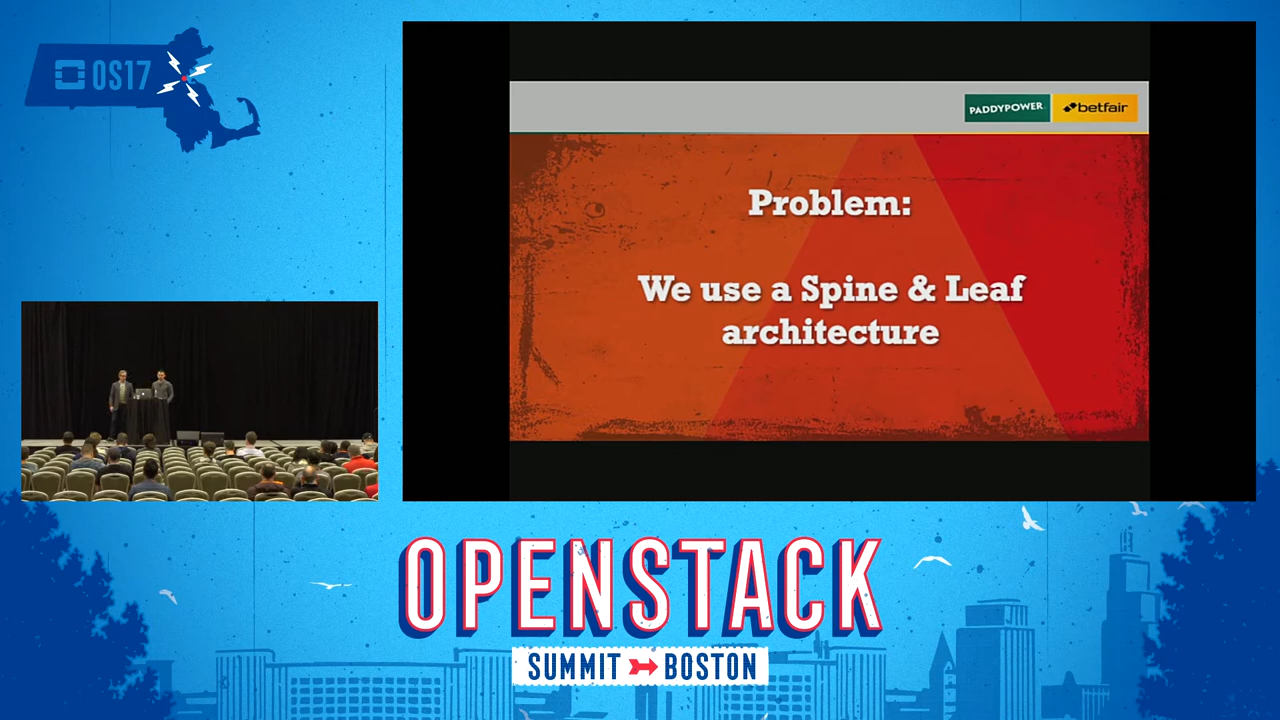 OS17
PADDYPOWER.
betfair
Problem:
We use a Spine & Leaf
architecture
OPENSTACK
SUMMIT BOSTON